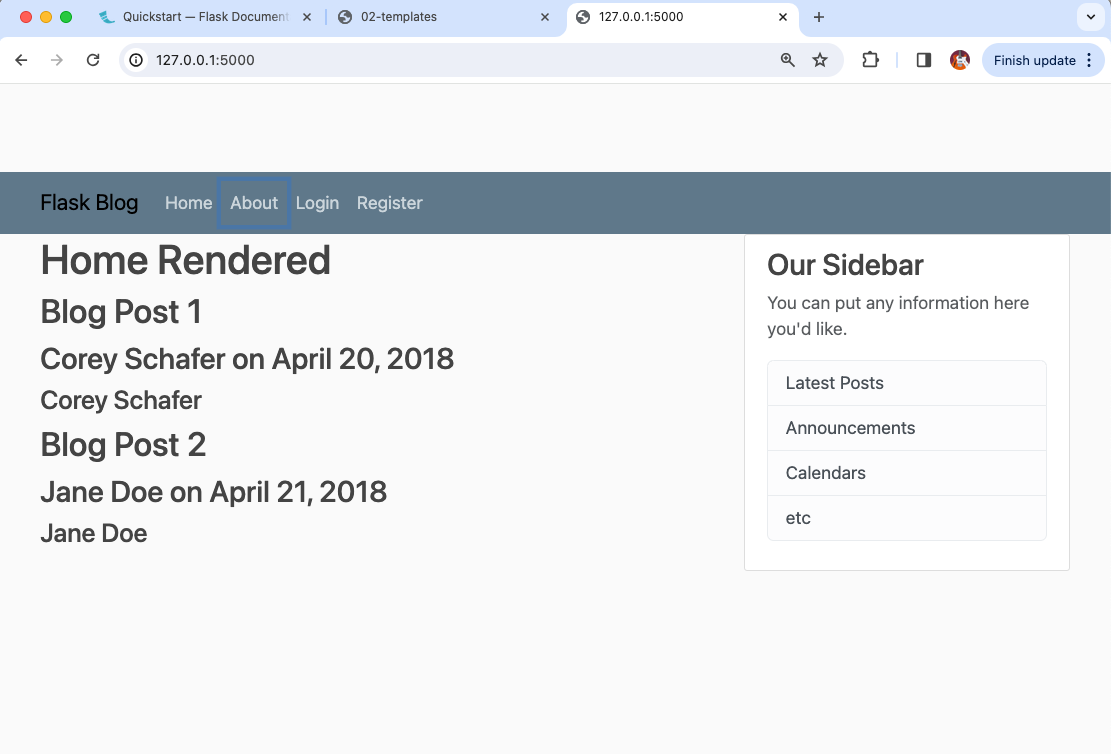 Quickstart — Flask Document
02-templates
127.0.0.1:5000
127.0.0.1:5000
Finish update
Flask Blog Home About Login Register
Home Rendered
Blog Post 1
Corey Schafer on April 20, 2018
Corey Schafer
Blog Post 2
Jane Doe on April 21, 2018
Jane Doe
Our Sidebar
You can put any information here
you'd like.
Latest Posts
Announcements
Calendars
etc